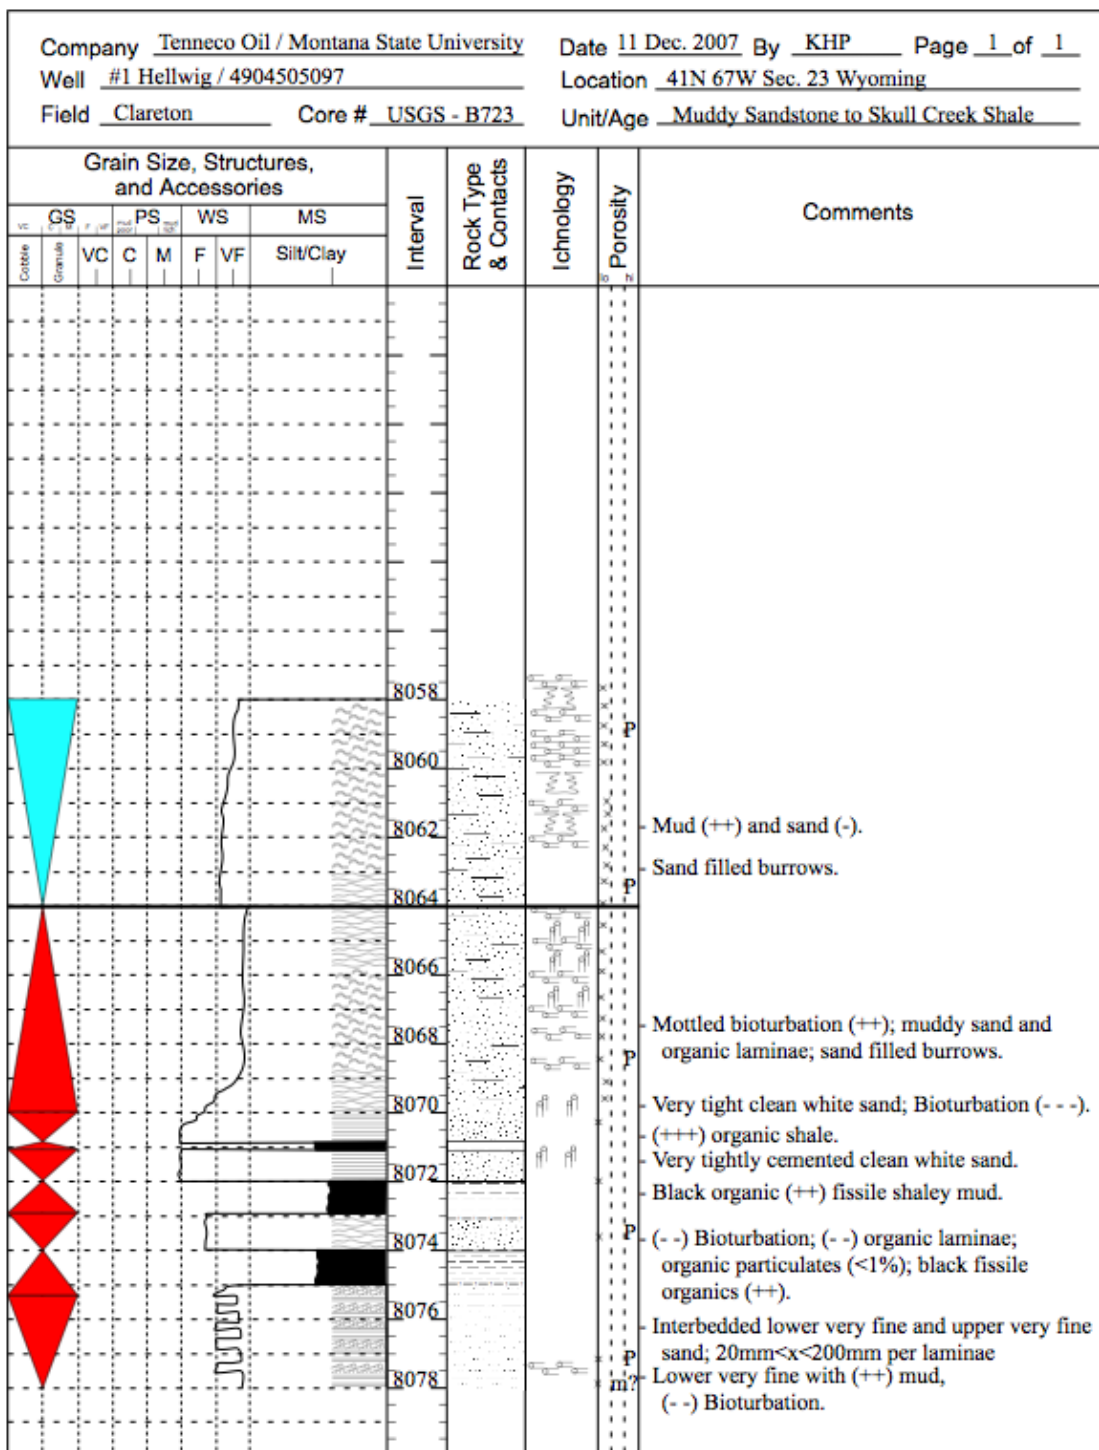 Company Tenneco Oil / Montana State University Date 11 Dec. 2007 By KHP Page 1 of 1
Well #1 Hellwig / 4904505097 Location 41N 67W Sec. 23 Wyoming
Field Clareton Core # USGS - B723 Unit/Age Muddy Sandstone to Skull Creek Shale
Grain Size, Structures,
and Accessories
GS PS WS MS
Cobble Granule VC C M F VF Silt/Clay
Interval
Rock Type
& Contacts
Ichnology
Porosity
lo hi
Comments
8058
P
8060
8062
Mud (++) and sand (-).
Sand filled burrows.
8064
P
8066
8068
Mottled bioturbation (++); muddy sand and
organic laminae; sand filled burrows.
P
8070
Very tight clean white sand; Bioturbation (- - -).
(+++) organic shale.
8072
Very tightly cemented clean white sand.
Black organic (++) fissile shaley mud.
8074
P
(- -) Bioturbation; (- -) organic laminae;
organic particulates (<1%); black fissile
organics (++).
8076
Interbedded lower very fine and upper very fine
sand; 20mm<x<200mm per laminae
P
8078
m?
Lower very fine with (++) mud,
(- -) Bioturbation.